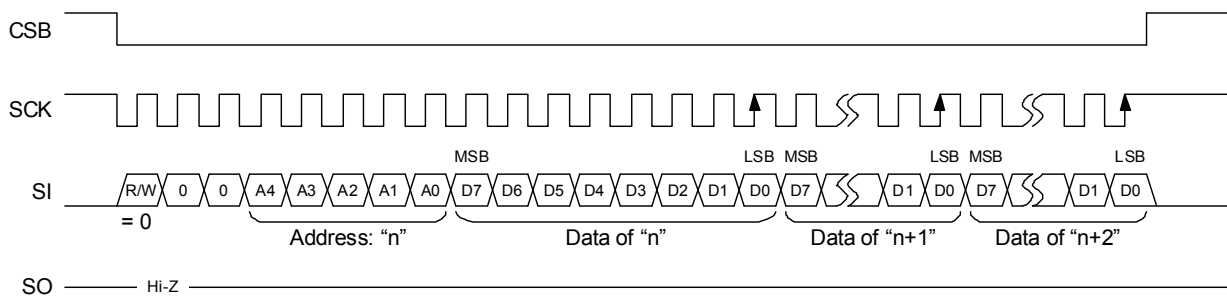 CSB
SCK
MSB LSB MSB LSB MSB LSB
SI R/W 0 0 A4 A3 A2 A1 A0 D7 D6 D5 D4 D3 D2 D1 D0 D7 D1 D0 D7 D1 D0
= 0
Address: “n” Data of “n” Data of “n+1” Data of “n+2”
SO Hi-Z